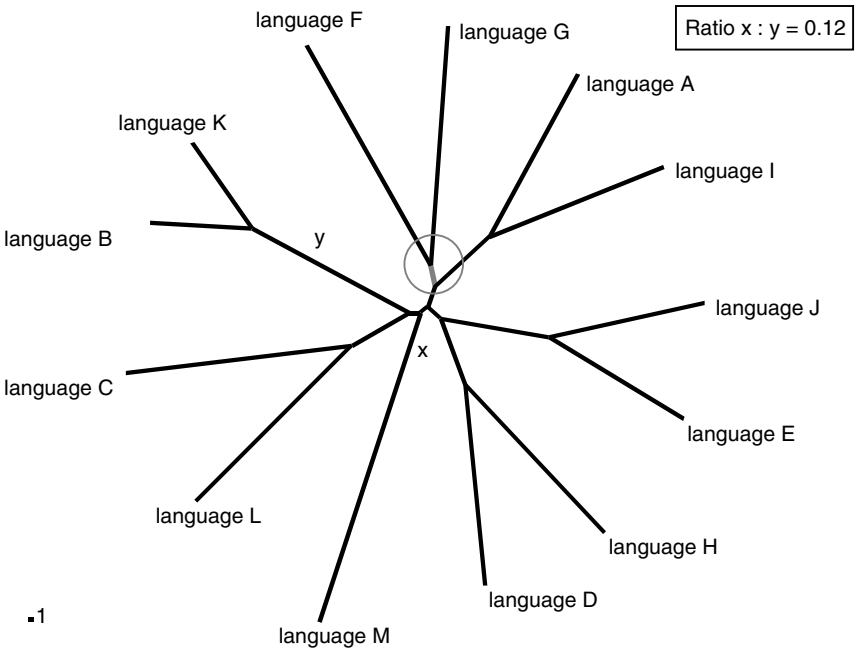 language F
language G
Ratio x : y = 0.12
language A
language K
language I
language B
y
language J
x
language C
language E
language L
language H
language D
1
language M